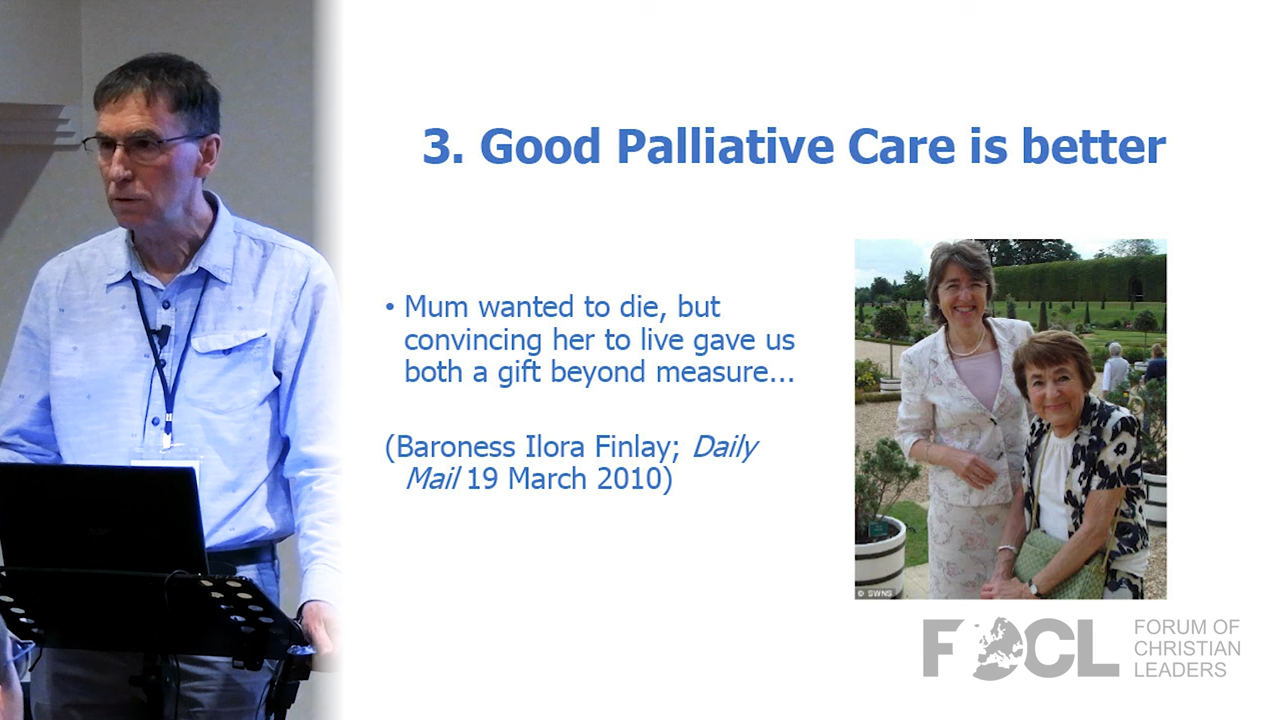 3. Good Palliative Care is better
• Mum wanted to die, but
convincing her to live gave us
both a gift beyond measure...
(Baroness Ilora Finlay; Daily
Mail 19 March 2010)
© SWNS
FOCL
FORUM OF
CHRISTIAN
LEADERS